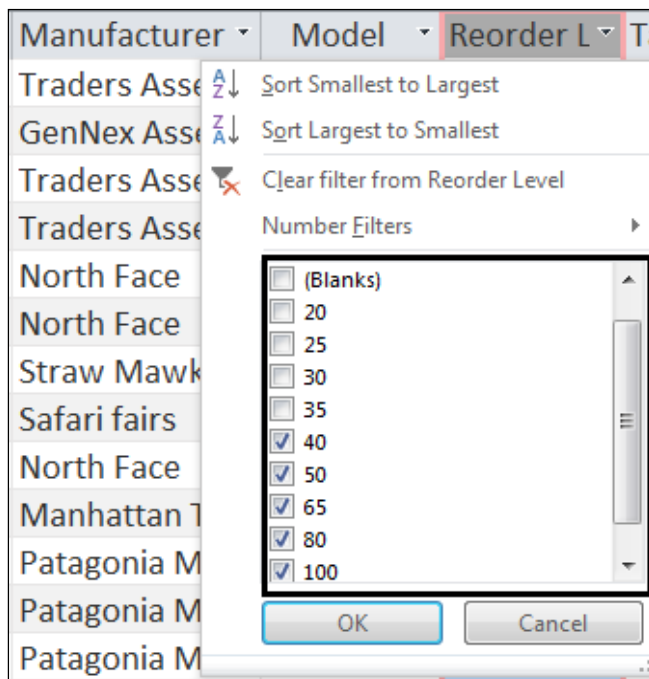 Manufacturer Model Reorder L T
Traders Asse
GenNex Asse
Traders Asse
Traders Asse
North Face
North Face
Straw Mawk
Safari fairs
North Face
Manhattan T
Patagonia M
Patagonia M
Patagonia M
A Z Sort Smallest to Largest
Z A Sort Largest to Smallest
Clear filter from Reorder Level
Number Filters
(Blanks)
20
25
30
35
40
50
65
80
100
OK Cancel